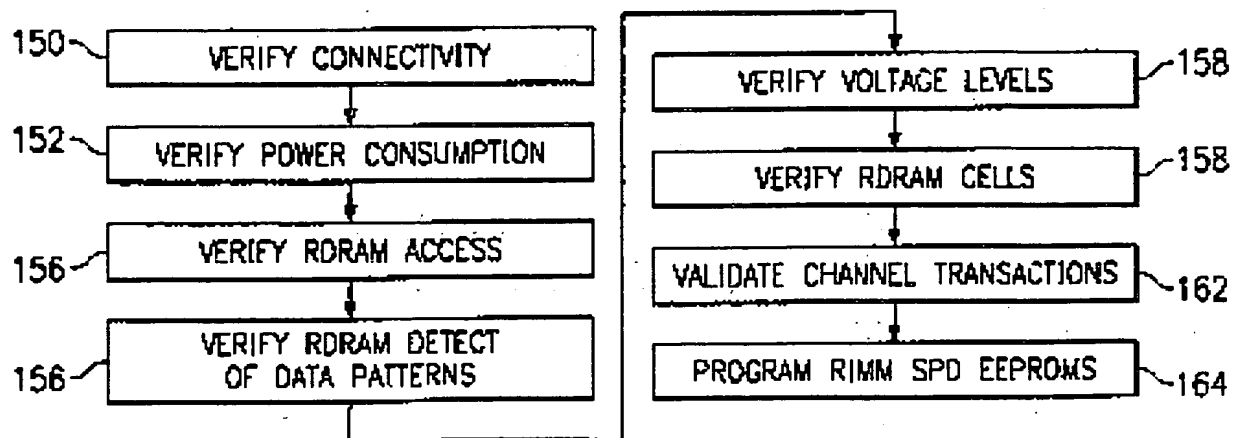 150
VERIFY CONNECTIVITY
152
VERIFY POWER CONSUMPTION
156
VERIFY RDRAM ACCESS
156
VERIFY RDRAM DETECT
OF DATA PATTERNS
VERIFY VOLTAGE LEVELS
158
VERIFY RDRAM CELLS
158
VALIDATE CHANNEL TRANSACTIONS
162
PROGRAM RIMM SPD EEPROMS
164